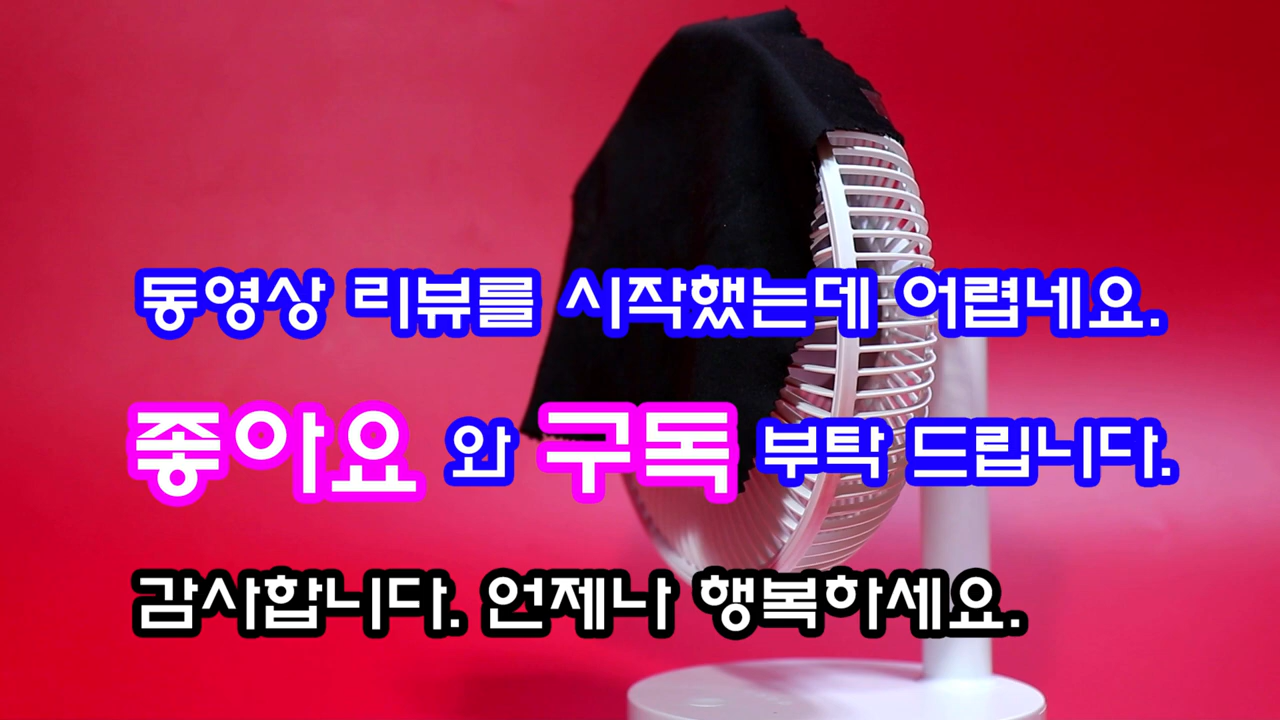 동영상 리뷰를 시작했는데 어렵네요.
좋아요 와 구독 부탁 드립니다.
감사합니다. 언제나 행복하세요.